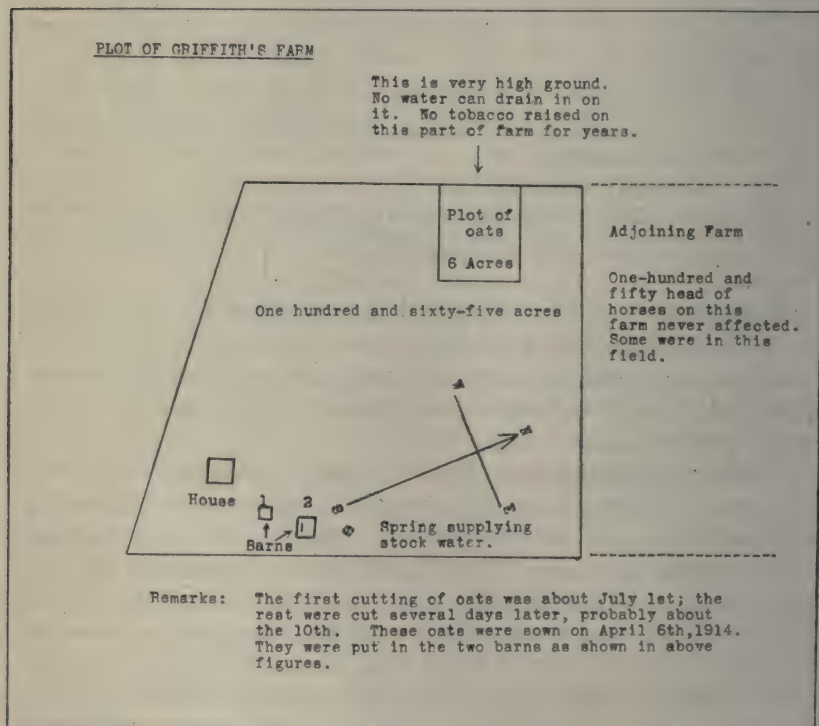 PLOT OF GRIFFITH'S FARM
This is very high ground.
No water can drain in on
it. No tobacco raised on
this part of farm for years.
Plot of
oats
6 Acres
Adjoining Farm
One-hundred and
fifty head of
horses on this
farm never affected.
Some were in this
field.
One hundred and sixty-five acres
N
W
E
S
House
1
2
Barns
Spring supplying
stock water.
Remarks: The first cutting of oats was about July 1st; the
rest were cut several days later, probably about
the 10th. These oats were sown on April 6th, 1914.
They were put in the two barns as shown in above
figures.